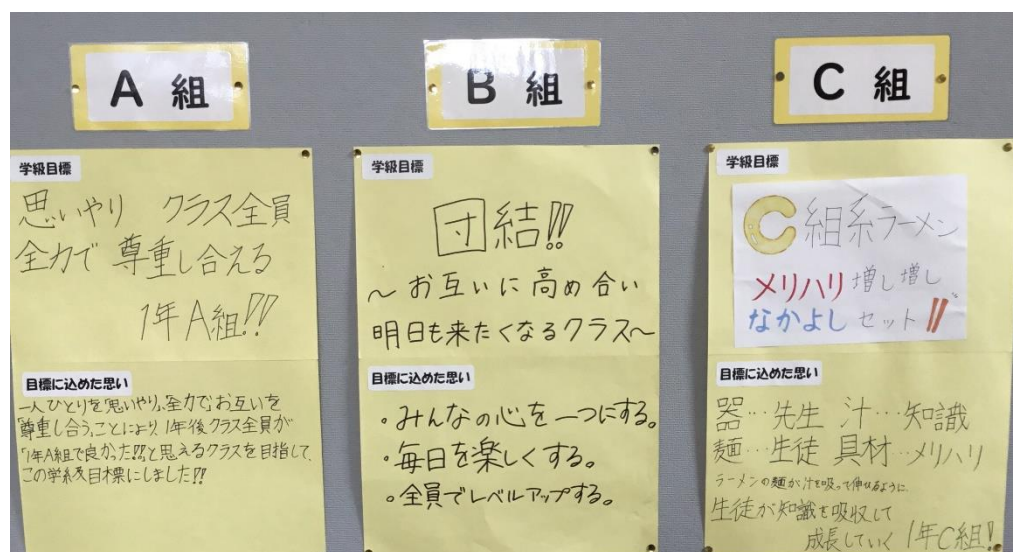 A 組
学級目標
思いやり クラス全員
全力で 尊重し合える
1年A組!!
目標に込めた思い
一人ひとりを「思いやり」、全力で、お互いを
「尊重し合う」ことにより、1年後クラス全員が
「1年A組で良かった!!」と思えるクラスを目指して、
この学級目標にしました!!
B 組
学級目標
団結!!
～お互いに高め合い
明日も来たくなるクラス～
目標に込めた思い
・みんなの心を一つにする。
・毎日を楽しくする。
・全員でレベルアップする。
C 組
学級目標
C組系ラーメン
メリハリ増し増し
なかよしセット!!
目標に込めた思い
器…先生 汁…知識
麺…生徒 具材…メリハリ
ラーメンの麺が汁を吸って伸びるように、
生徒が知識を吸収して
成長していく 1年C組!